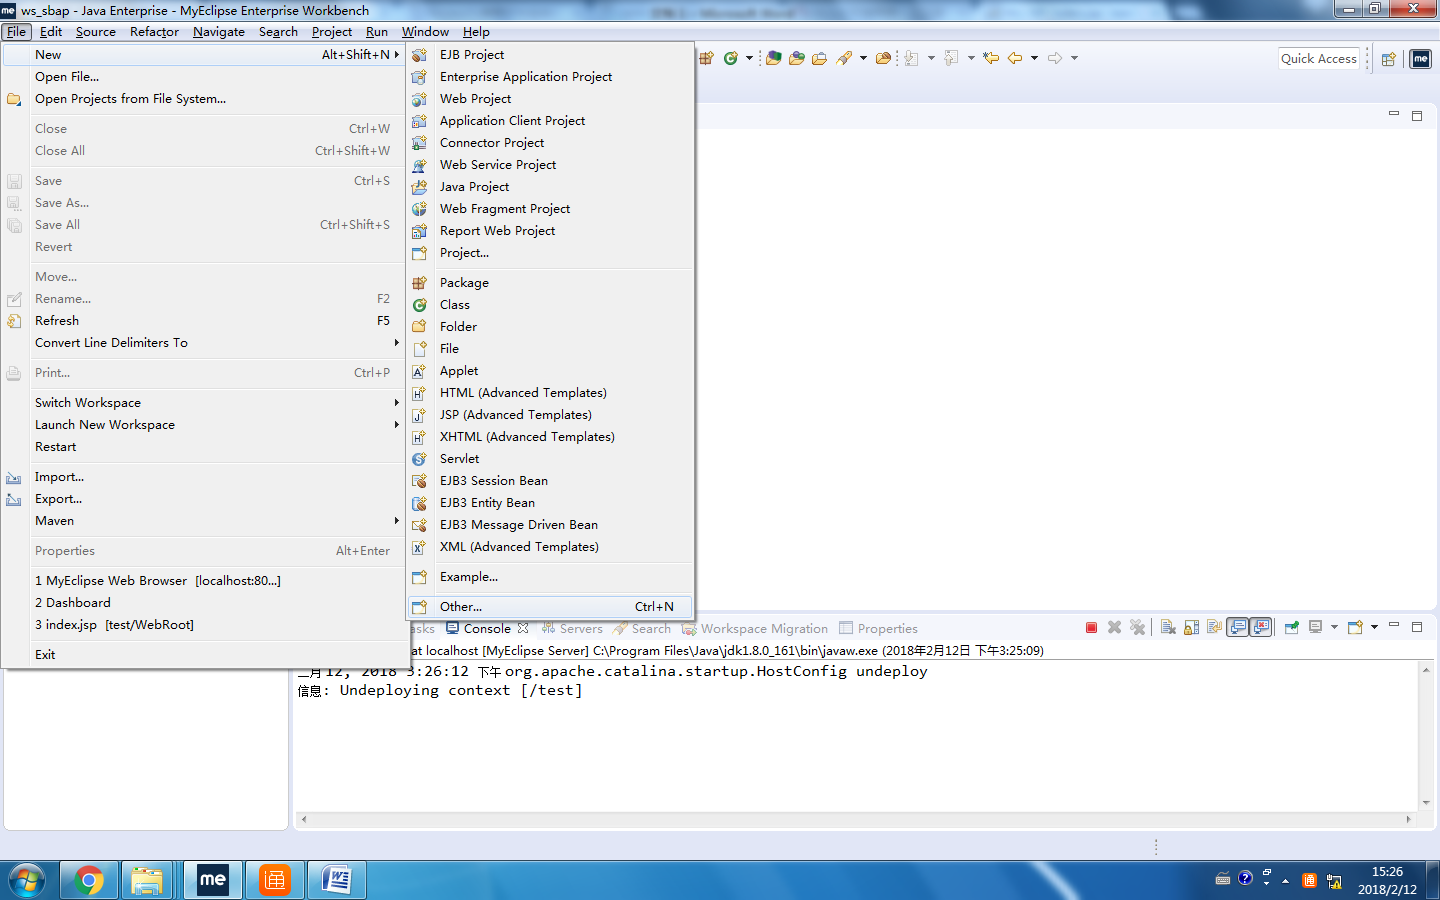 me ws_sbap - Java Enterprise - MyEclipse Enterprise Workbench
File Edit Source Refactor Navigate Search Project Run Window Help
New Alt+Shift+N
Open File...
Open Projects from File System...
Close Ctrl+W
Close All Ctrl+Shift+W
Save Ctrl+S
Save As...
Save All Ctrl+Shift+S
Revert
Move...
Rename... F2
Refresh F5
Convert Line Delimiters To
Print... Ctrl+P
Switch Workspace
Launch New Workspace
Restart
Import...
Export...
Maven
Properties Alt+Enter
1 MyEclipse Web Browser [localhost:80...]
2 Dashboard
3 index.jsp [test/WebRoot]
Exit
EJB Project
Enterprise Application Project
Web Project
Application Client Project
Connector Project
Web Service Project
Java Project
Web Fragment Project
Report Web Project
Project...
Package
Class
Folder
File
Applet
HTML (Advanced Templates)
JSP (Advanced Templates)
XHTML (Advanced Templates)
Servlet
EJB3 Session Bean
EJB3 Entity Bean
EJB3 Message Driven Bean
XML (Advanced Templates)
Example...
Other... Ctrl+N
Quick Access
me
asks Console Servers Search Workspace Migration Properties
at localhost [MyEclipse Server] C:\Program Files\Java\jdk1.8.0_161\bin\javaw.exe (2018年2月12日 下午3:25:09)
二月 12, 2018 3:26:12 下午 org.apache.catalina.startup.HostConfig undeploy
信息: Undeploying context [/test]
me
15:26
2018/2/12